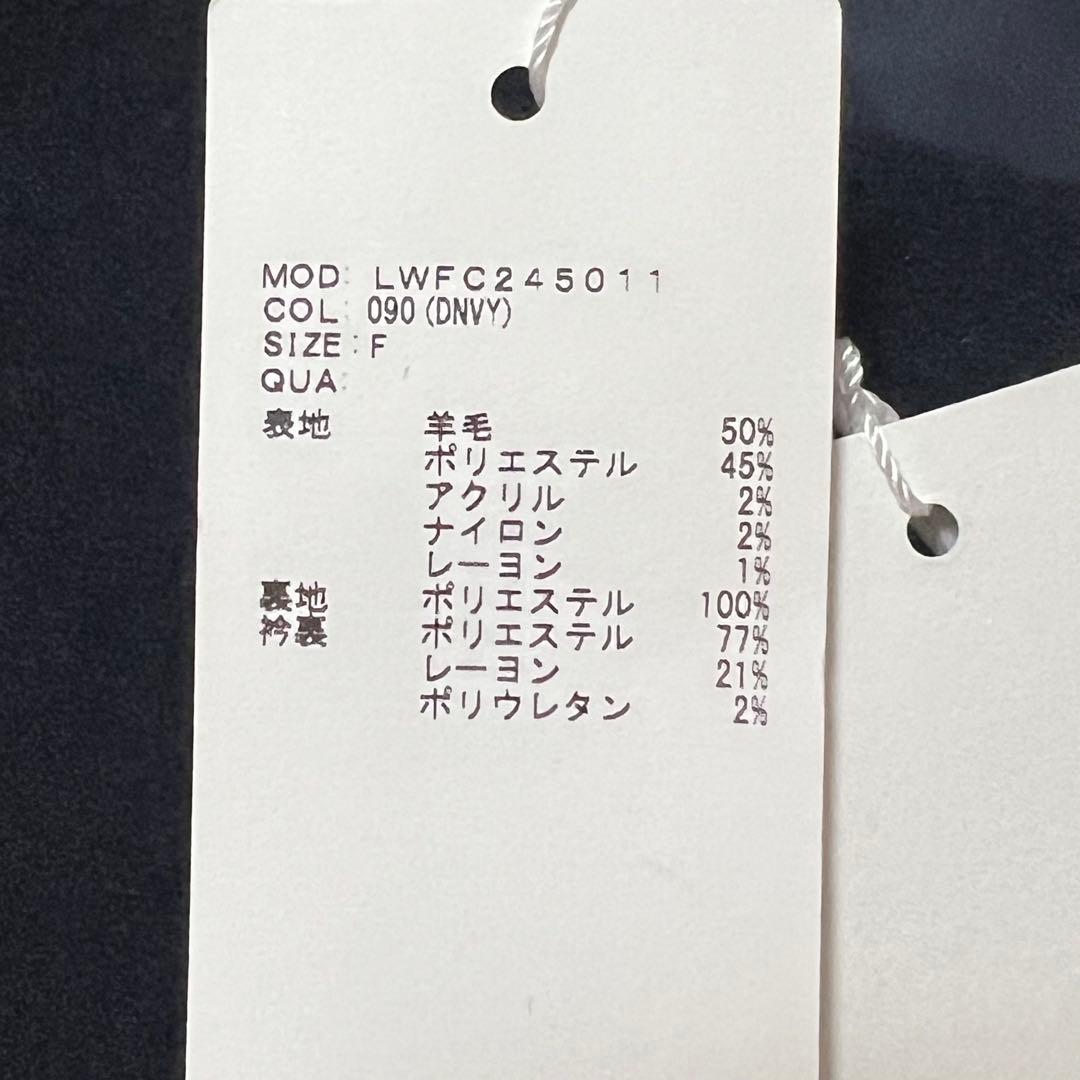 MOD: LWFC245011
COL: 090(DNVY)
SIZE:F
QUA:
表地 羊毛 50%
ポリエステル 45%
アクリル 2%
ナイロン 2%
レーヨン 1%
裏地 ポリエステル 100%
衿裏 ポリエステル 77%
レーヨン 21%
ポリウレタン 2%